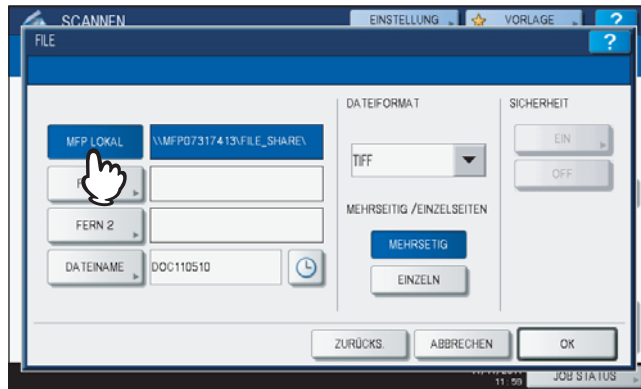 SCANNEN EINSTELLUNG VORLAGE ?
FILE ?
DATEIFORMAT SICHERHEIT
MFP LOKAL \\MFP07317413\FILE_SHARE\ EIN
TIFF OFF
FERN 2 MEHRSEITIG /EINZELSEITEN
MEHRSETIG
DATEINAME DOC110510 EINZELN
ZURÜCKS. ABBRECHEN OK
11:59 JOB STATUS